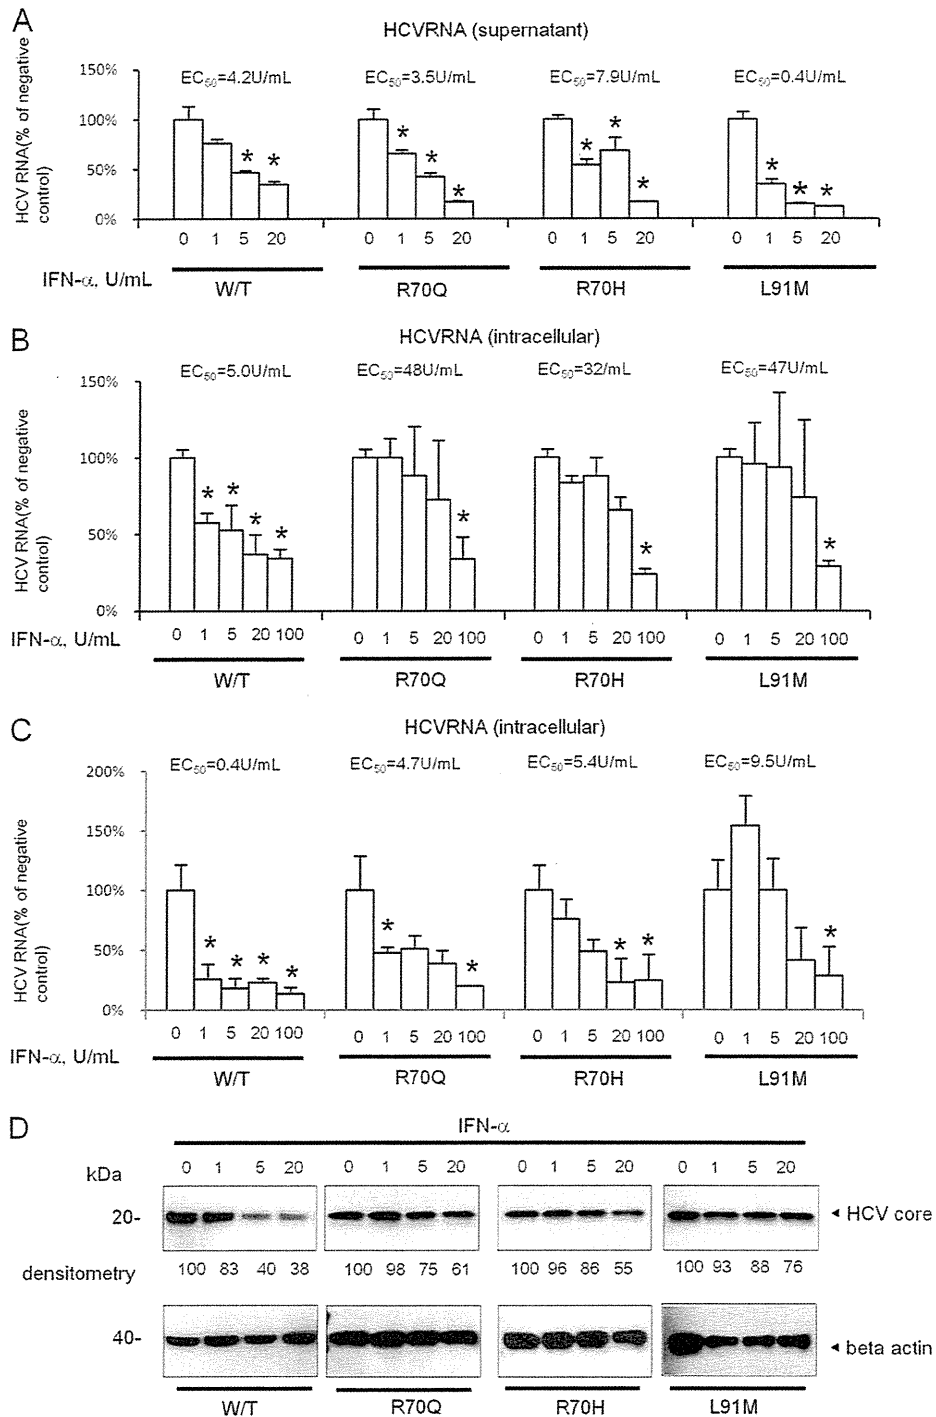 A
HCVRNA (supernatant)
HCV RNA(% of negative control)
EC50=4.2U/mL EC50=3.5U/mL EC50=7.9U/mL EC50=0.4U/mL
150%
100%
50%
0%
* * * * * * * * * * *
0 1 5 20 0 1 5 20 0 1 5 20 0 1 5 20
IFN-α, U/mL
W/T R70Q R70H L91M
B
HCVRNA (intracellular)
HCV RNA(% of negative control)
EC50=5.0U/mL EC50=48U/mL EC50=32/mL EC50=47U/mL
150%
100%
50%
0%
* * * * * * *
IFN-α, U/mL 0 1 5 20 100 0 1 5 20 100 0 1 5 20 100 0 1 5 20 100
W/T R70Q R70H L91M
C
HCVRNA (intracellular)
HCV RNA(% of negative control)
EC50=0.4U/mL EC50=4.7U/mL EC50=5.4U/mL EC50=9.5U/mL
200%
150%
100%
50%
0%
* * * * * * * * *
0 1 5 20 100 0 1 5 20 100 0 1 5 20 100 0 1 5 20 100
IFN-α, U/mL
W/T R70Q R70H L91M
D
IFN-α
kDa 0 1 5 20 0 1 5 20 0 1 5 20 0 1 5 20
20- HCV core
densitometry 100 83 40 38 100 98 75 61 100 96 86 55 100 93 88 76
40- beta actin
W/T R70Q R70H L91M